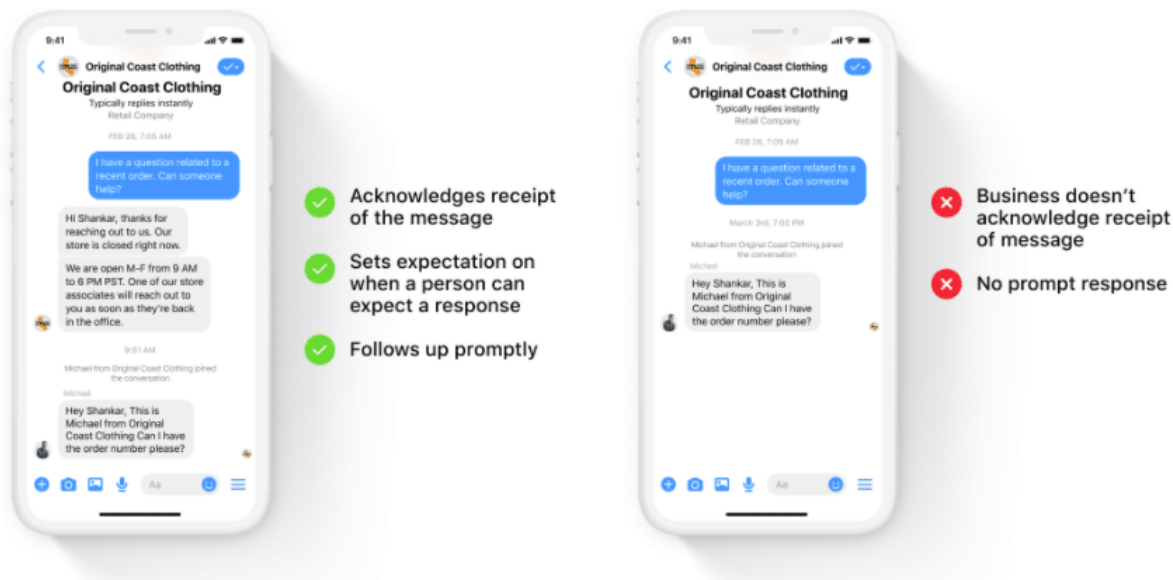 9:41
Original Coast Clothing
Original Coast Clothing
Typically replies instantly
Retail Company
FEB 28, 7:05 AM
I have a question related to a
recent order. Can someone
help?
Hi Shankar, thanks for
reaching out to us. Our
store is closed right now.
We are open M-F from 9 AM
to 6 PM PST. One of our store
associates will reach out to
you as soon as they're back
in the office.
9:01 AM
Michael from Original Coast Clothing joined
the conversation
Michael
Hey Shankar, This is
Michael from Original
Coast Clothing Can I have
the order number please?
Aa
Acknowledges receipt
of the message
Sets expectation on
when a person can
expect a response
Follows up promptly
9:41
Original Coast Clothing
Original Coast Clothing
Typically replies instantly
Retail Company
FEB 28, 7:05 AM
I have a question related to a
recent order. Can someone
help?
March 3rd, 7:00 PM
Michael from Original Coast Clothing joined
the conversation
Michael
Hey Shankar, This is
Michael from Original
Coast Clothing Can I have
the order number please?
Aa
Business doesn't
acknowledge receipt
of message
No prompt response